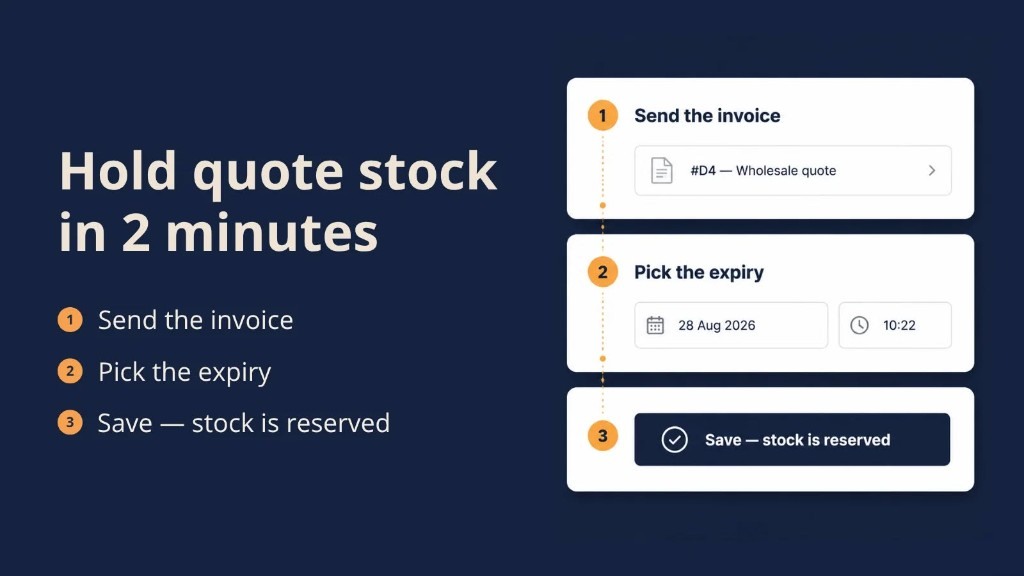 Hold quote stock
in 2 minutes
1 Send the invoice
2 Pick the expiry
3 Save — stock is reserved
1 Send the invoice
#D4 — Wholesale quote
2 Pick the expiry
28 Aug 2026 10:22
3 Save — stock is reserved